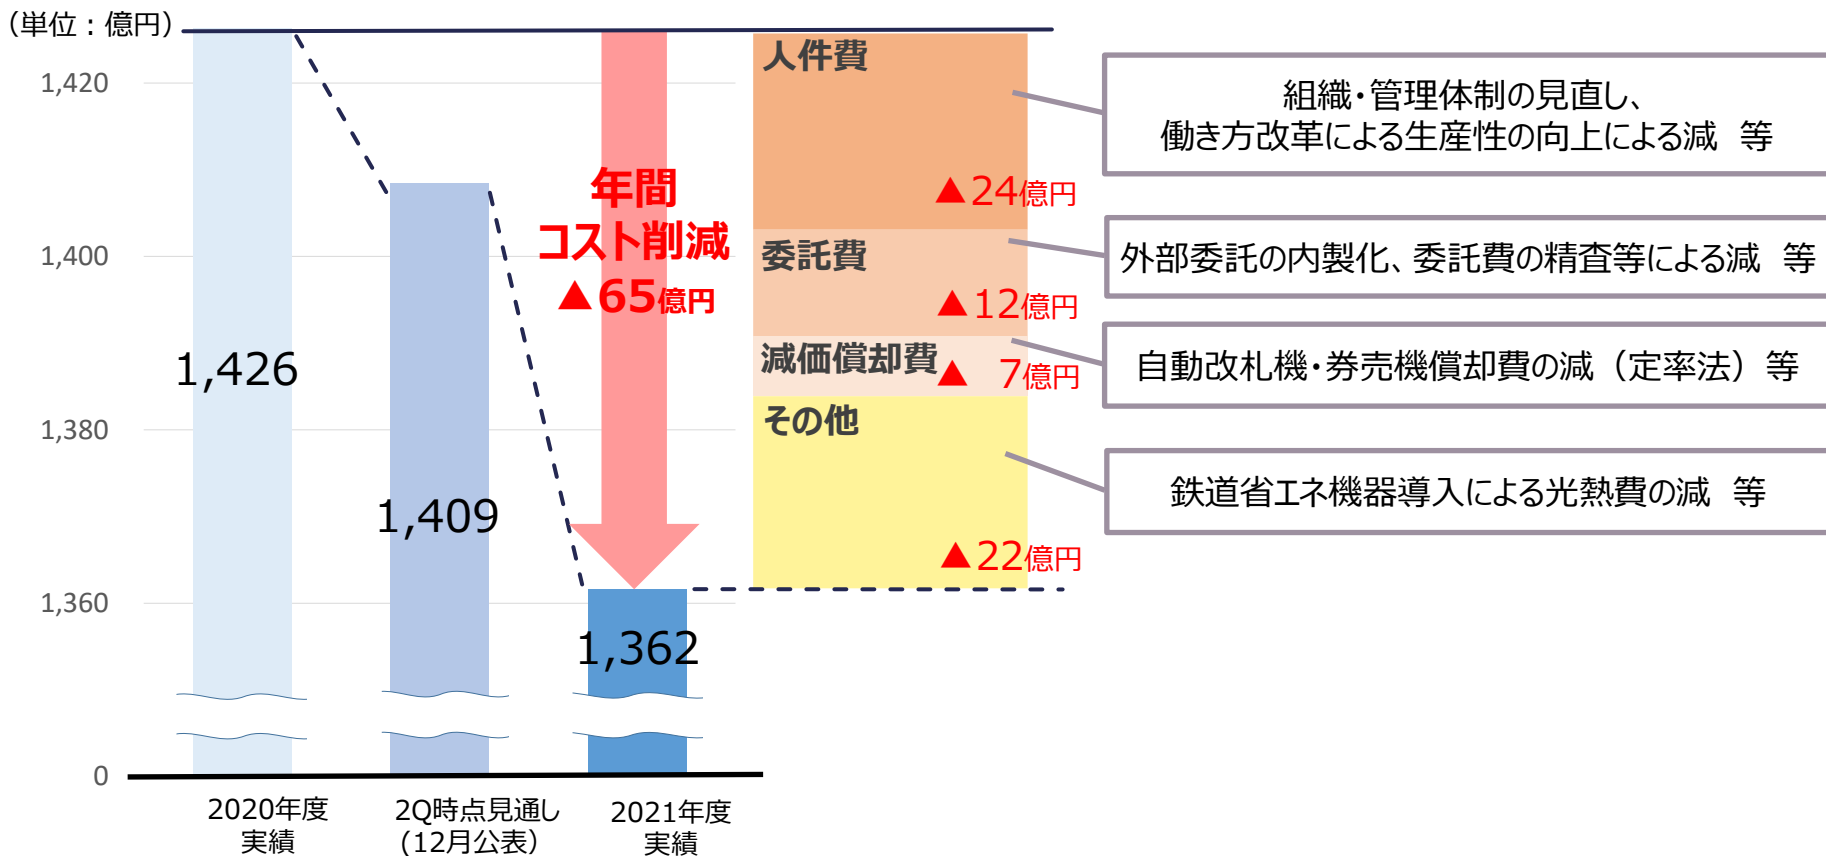 （単位：億円）
1,420
1,400
1,380
1,360
0
1,426
1,409
1,362
2020年度
実績
2Q時点見通し
(12月公表）
2021年度
実績
年間
コスト削減
▲65億円
人件費
▲24億円
委託費
▲12億円
減価償却費
▲ 7億円
その他
▲22億円
組織・管理体制の見直し、
働き方改革による生産性の向上による減 等
外部委託の内製化、委託費の精査等による減 等
自動改札機・券売機償却費の減（定率法）等
鉄道省エネ機器導入による光熱費の減 等